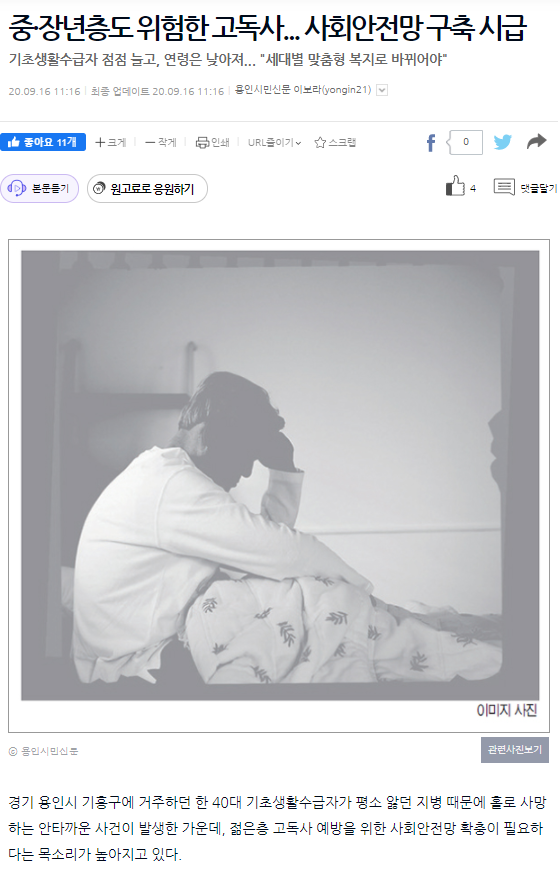 중·장년층도 위험한 고독사... 사회안전망 구축 시급
기초생활수급자 점점 늘고, 연령은 낮아져... "세대별 맞춤형 복지로 바뀌어야"
20.09.16 11:16 | 최종 업데이트 20.09.16 11:16 | 용인시민신문 이보라(yongin21)
좋아요 11개 크게 작게 인쇄 URL줄이기 스크랩 0
본문듣기 원고료로 응원하기 4 댓글달기
이미지 사진
ⓒ 용인시민신문 관련사진보기
경기 용인시 기흥구에 거주하던 한 40대 기초생활수급자가 평소 앓던 지병 때문에 홀로 사망
하는 안타까운 사건이 발생한 가운데, 젊은층 고독사 예방을 위한 사회안전망 확충이 필요하
다는 목소리가 높아지고 있다.